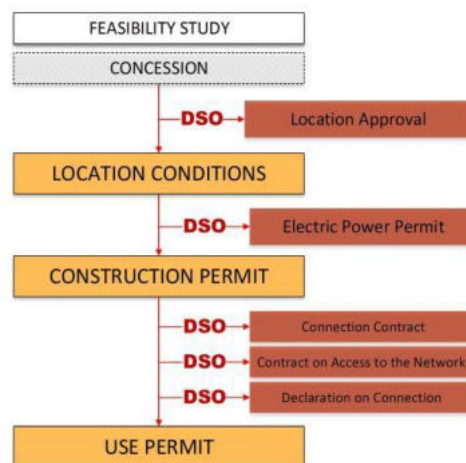 FEASIBILITY STUDY
CONCESSION
DSO
Location Approval
LOCATION CONDITIONS
DSO
Electric Power Permit
CONSTRUCTION PERMIT
DSO
Connection Contract
DSO
Contract on Access to the Network
DSO
Declaration on Connection
USE PERMIT